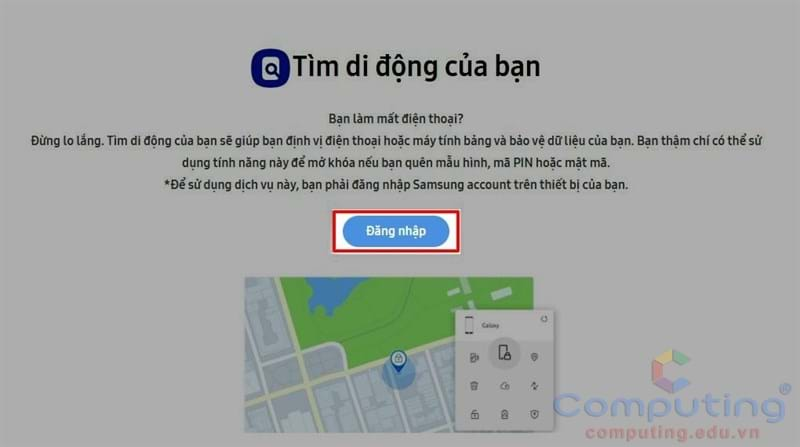 Tìm di động của bạn
Bạn làm mất điện thoại?
Đừng lo lắng. Tìm di động của bạn sẽ giúp bạn định vị điện thoại hoặc máy tính bảng và bảo vệ dữ liệu của bạn. Bạn thậm chí có thể sử
dụng tính năng này để mở khóa nếu bạn quên mẫu hình, mã PIN hoặc mật mã.
*Để sử dụng dịch vụ này, bạn phải đăng nhập Samsung account trên thiết bị của bạn.
Đăng nhập
Galaxy
Computing®
computing.edu.vn